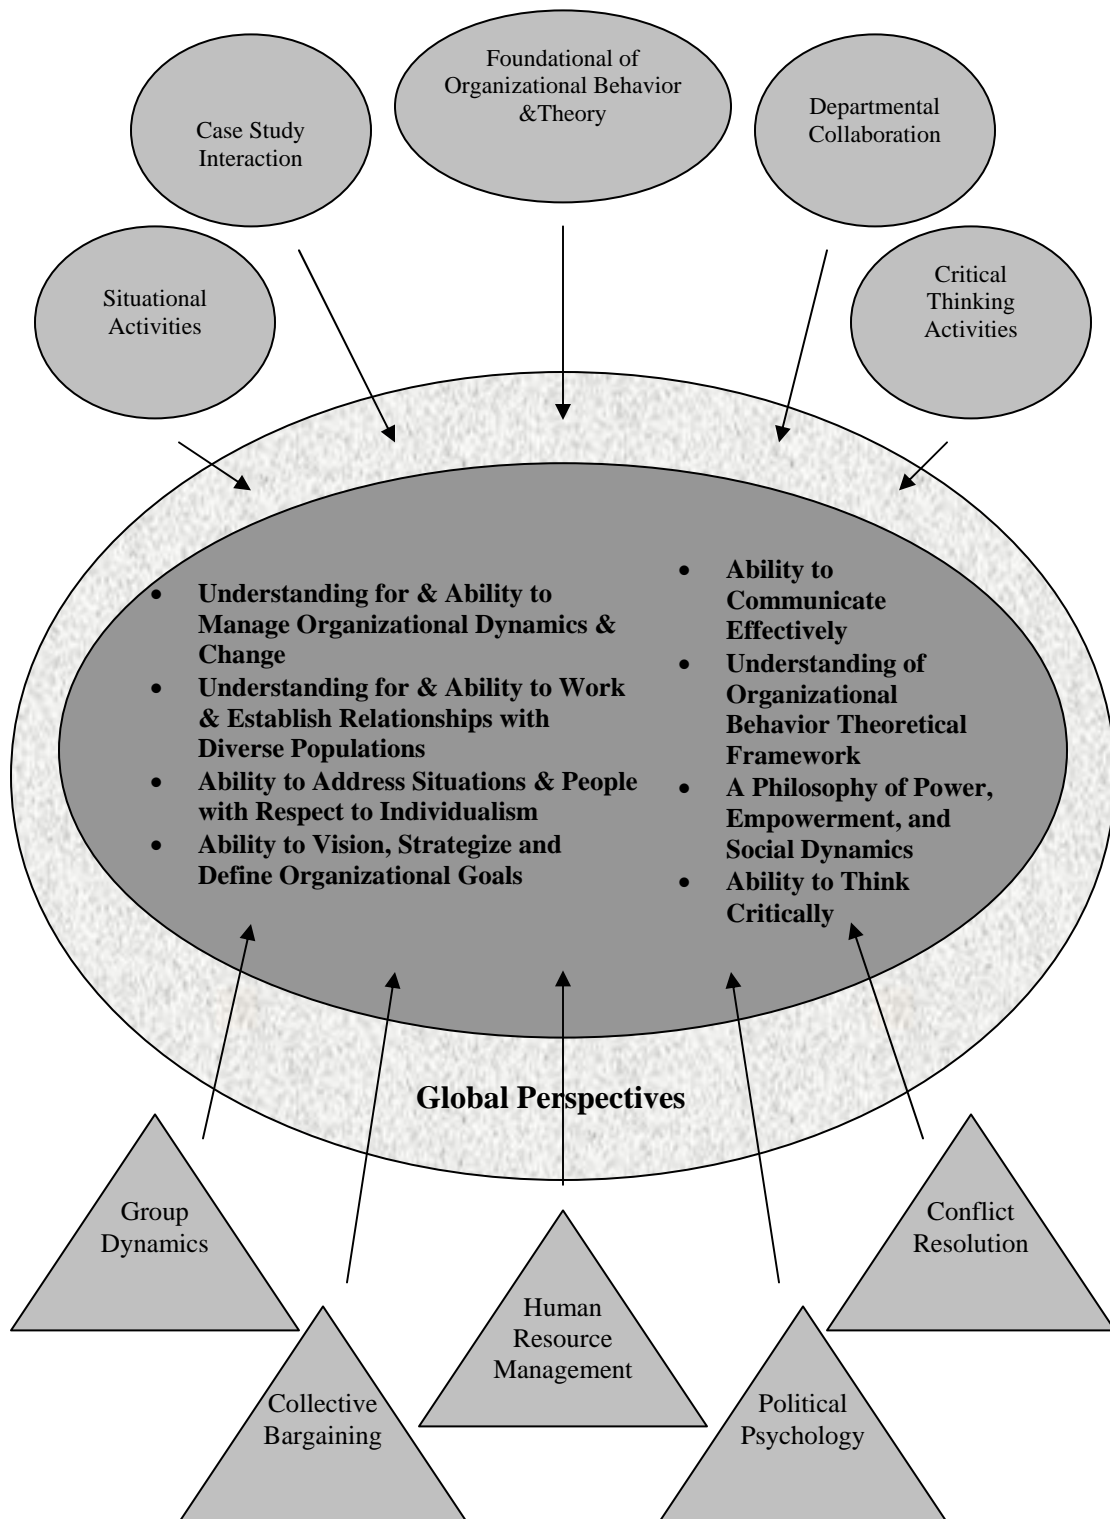 Foundational of
Organizational Behavior
&Theory
Case Study
Interaction
Departmental
Collaboration
Situational
Activities
Critical
Thinking
Activities
• Understanding for & Ability to
Manage Organizational Dynamics &
Change
• Understanding for & Ability to Work
& Establish Relationships with
Diverse Populations
• Ability to Address Situations & People
with Respect to Individualism
• Ability to Vision, Strategize and
Define Organizational Goals
• Ability to
Communicate
Effectively
• Understanding of
Organizational
Behavior Theoretical
Framework
• A Philosophy of Power,
Empowerment, and
Social Dynamics
• Ability to Think
Critically
Global Perspectives
Group
Dynamics
Collective
Bargaining
Human
Resource
Management
Political
Psychology
Conflict
Resolution